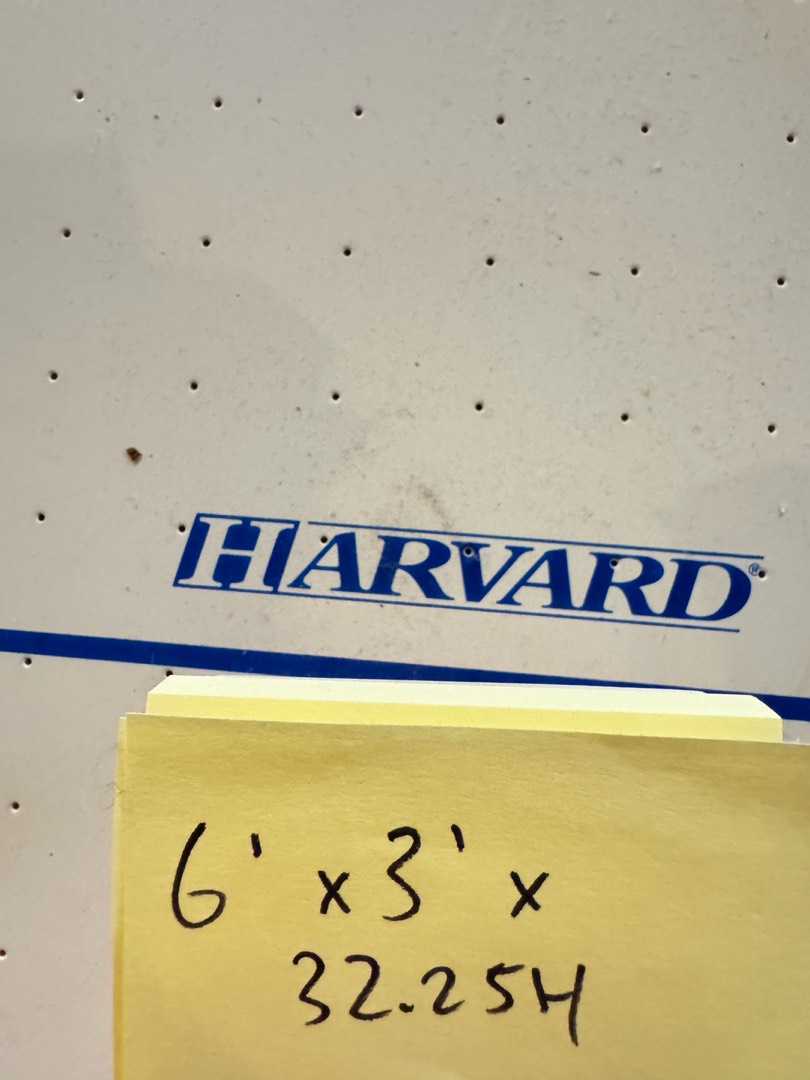 HARVARD®
6' x 3' x
32.25H